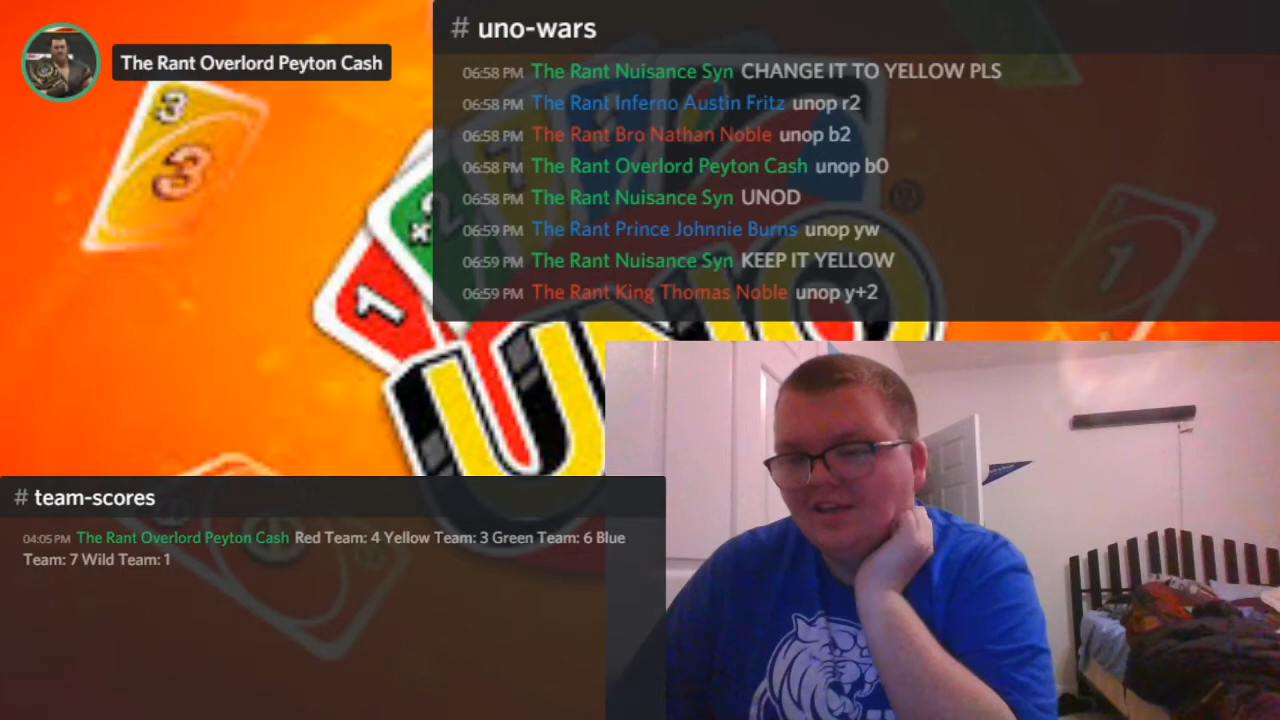 The Rant Overlord Peyton Cash
# uno-wars
06:58 PM The Rant Nuisance Syn CHANGE IT TO YELLOW PLS
06:58 PM The Rant Inferno Austin Fritz unop r2
06:58 PM The Rant Bro Nathan Noble unop b2
06:58 PM The Rant Overlord Peyton Cash unop b0
06:58 PM The Rant Nuisance Syn UNOD
06:59 PM The Rant Prince Johnnie Burns unop yw
06:59 PM The Rant Nuisance Syn KEEP IT YELLOW
06:59 PM The Rant King Thomas Noble unop y+2
3
3
1
1
UNO
# team-scores
04:05 PM The Rant Overlord Peyton Cash Red Team: 4 Yellow Team: 3 Green Team: 6 Blue
Team: 7 Wild Team: 1